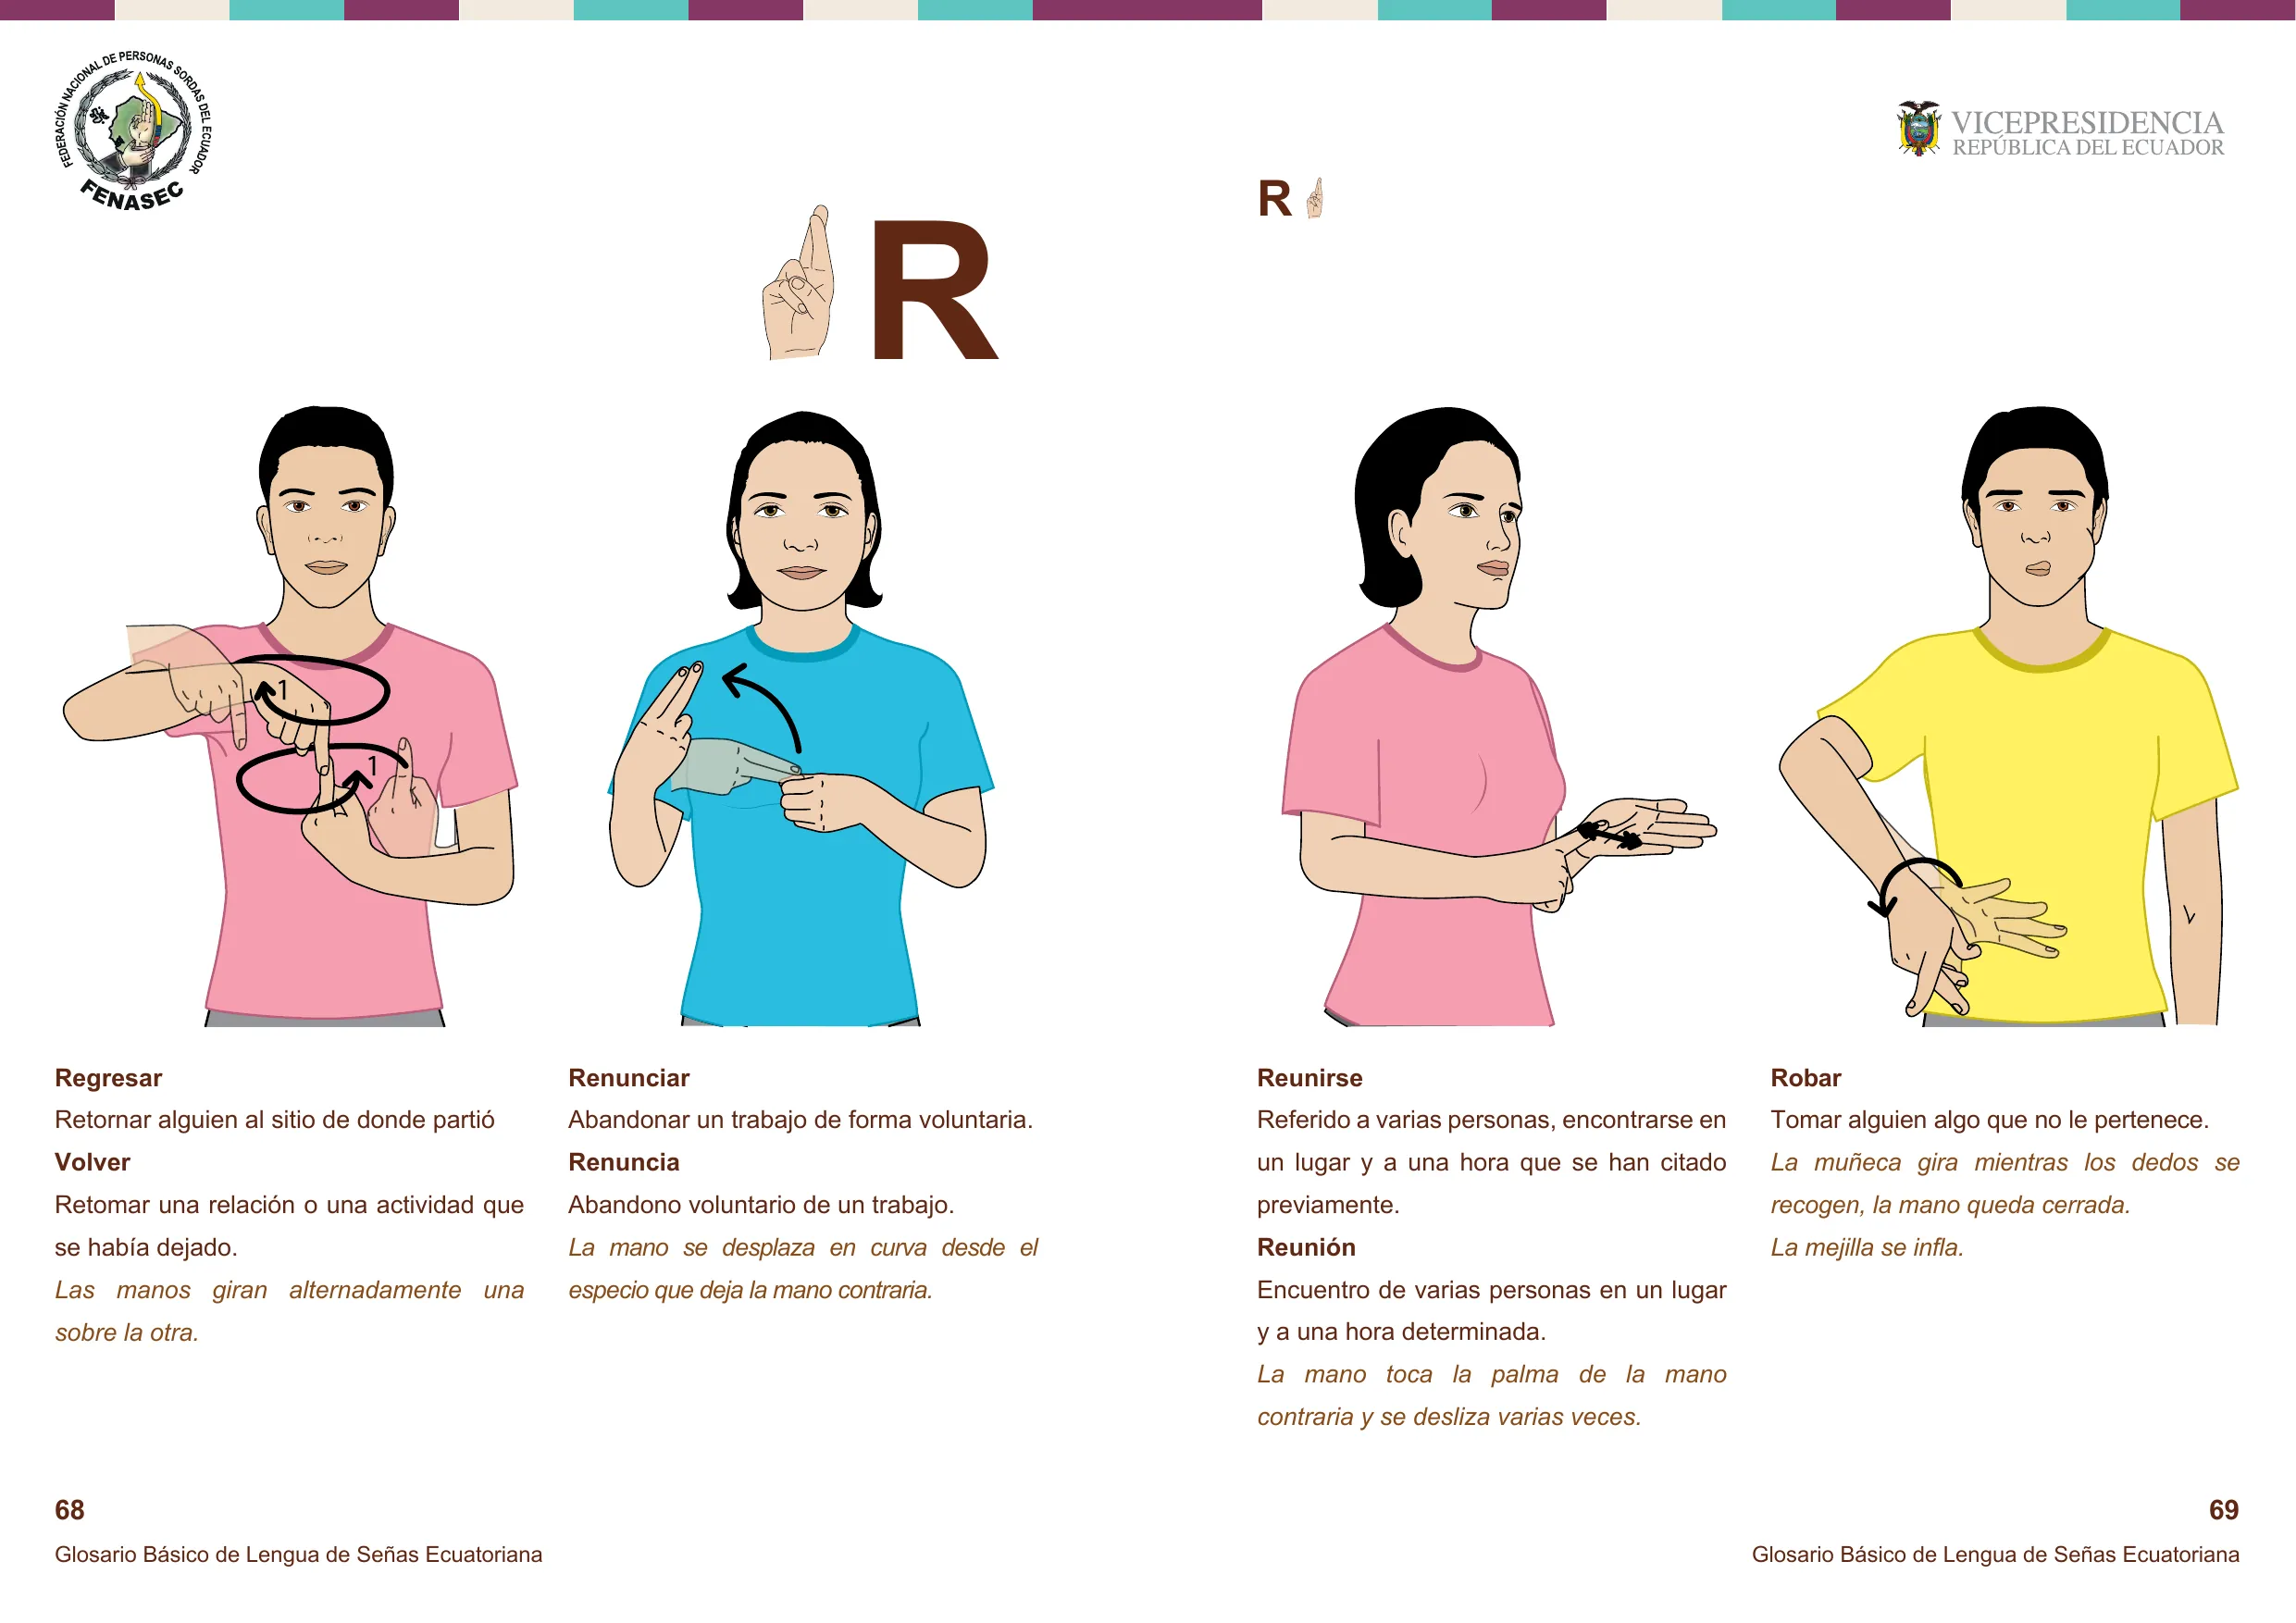 FEDERACIÓN NACIONAL DE PERSONAS SORDAS DEL ECUADOR
FENASEC
R
1
1
Regresar
Retornar alguien al sitio de donde partió
Volver
Retomar una relación o una actividad que
se había dejado.
Las manos giran alternadamente una
sobre la otra.
Renunciar
Abandonar un trabajo de forma voluntaria.
Renuncia
Abandono voluntario de un trabajo.
La mano se desplaza en curva desde el
especio que deja la mano contraria.
68
Glosario Básico de Lengua de Señas Ecuatoriana
VICEPRESIDENCIA
REPÚBLICA DEL ECUADOR
R
Reunirse
Referido a varias personas, encontrarse en
un lugar y a una hora que se han citado
previamente.
Reunión
Encuentro de varias personas en un lugar
y a una hora determinada.
La mano toca la palma de la mano
contraria y se desliza varias veces.
Robar
Tomar alguien algo que no le pertenece.
La muñeca gira mientras los dedos se
recogen, la mano queda cerrada.
La mejilla se infla.
69
Glosario Básico de Lengua de Señas Ecuatoriana